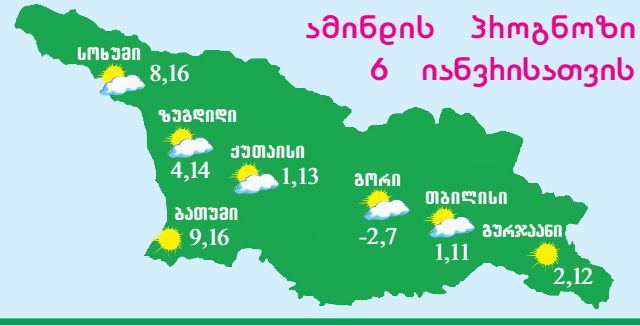 ამინდის პროგნოზი
6 იანვრისათვის
სოხუმი
8,16
ზუგდიდი
4,14
ქუთაისი
1,13
გორი
-2,7
თბილისი
1,11
ბათუმი
9,16
გურჯაანი
2,12